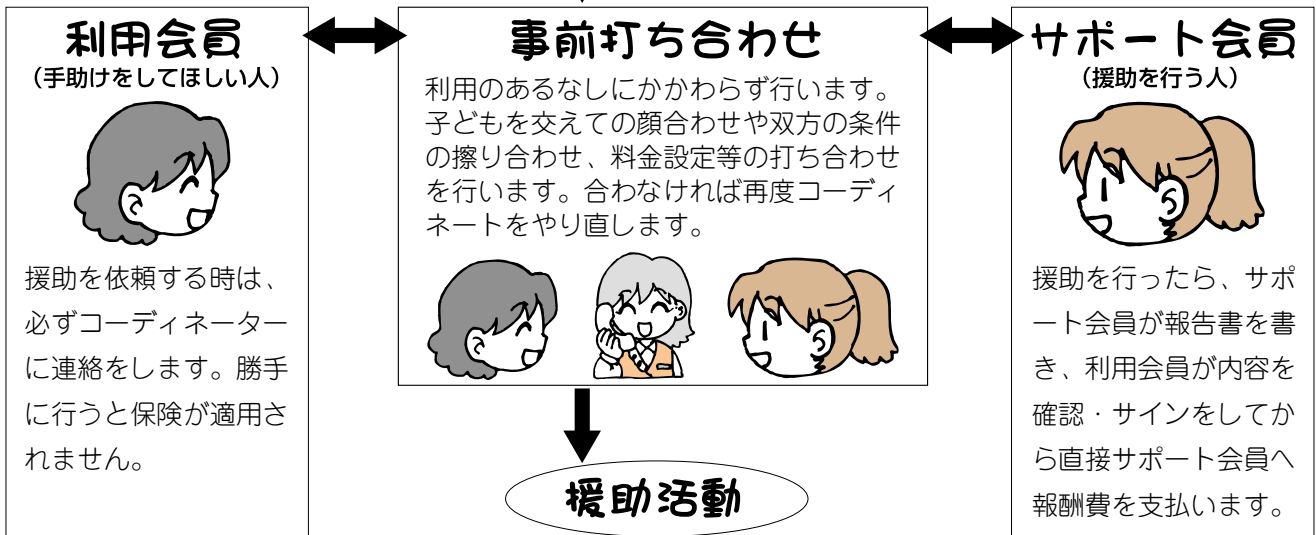 利用会員
（手助けをしてほしい人）
援助を依頼する時は、
必ずコーディネーター
に連絡をします。勝手
に行うと保険が適用さ
れません。
事前打ち合わせ
利用のあるなしにかかわらず行います。
子どもを交えての顔合わせや双方の条件
の擦り合わせ、料金設定等の打ち合わせ
を行います。合わなければ再度コーディ
ネートをやり直します。
援助活動
サポート会員
（援助を行う人）
援助を行ったら、サポ
ート会員が報告書を書
き、利用会員が内容を
確認・サインをしてか
ら直接サポート会員へ
報酬費を支払います。